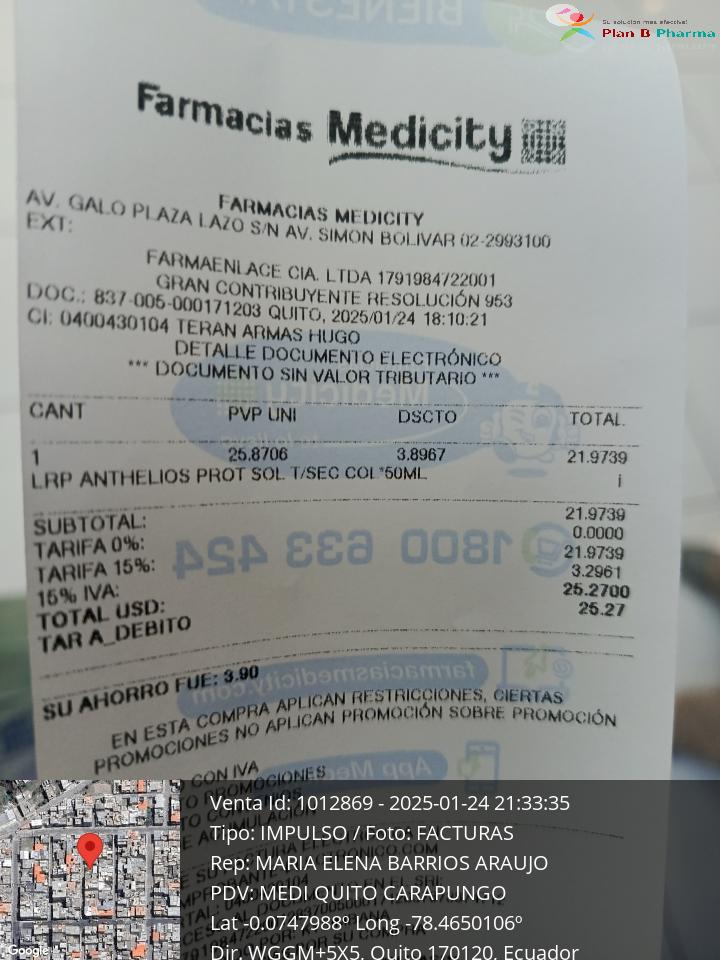 Su solución más efectiva!
Plan B Pharma
Farmacias Medicity
FARMACIAS MEDICITY
AV. GALO PLAZA LAZO S/N AV. SIMON BOLIVAR 02-2993100
EXT:
FARMAENLACE CIA. LTDA 1791984722001
GRAN CONTRIBUYENTE RESOLUCIÓN 953
DOC.: 837-005-000171203 QUITO, 2025/01/24 18:10:21
CI: 0400430104 TERAN ARMAS HUGO
DETALLE DOCUMENTO ELECTRÓNICO
*** DOCUMENTO SIN VALOR TRIBUTARIO ***
CANT PVP UNI DSCTO TOTAL
1 25.8706 3.8967 21.9739
LRP ANTHELIOS PROT SOL T/SEC COL*50ML i
SUBTOTAL: 21.9739
TARIFA 0%: 0.0000
TARIFA 15%: 21.9739
15% IVA: 3.2961
TOTAL USD: 25.2700
TAR A_DEBITO 25.27
1800 633 424
farmaciasmedicity.com
SU AHORRO FUE: 3.90
EN ESTA COMPRA APLICAN RESTRICCIONES, CIERTAS
PROMOCIONES NO APLICAN PROMOCIÓN SOBRE PROMOCIÓN
CON IVA
PROMOCIONES
Venta Id: 1012869 - 2025-01-24 21:33:35
Tipo: IMPULSO / Foto: FACTURAS
Rep: MARIA ELENA BARRIOS ARAUJO
PDV: MEDI QUITO CARAPUNGO
Lat -0.0747988º Long -78.4650106º
Dir. WGGM+5X5, Quito 170120, Ecuador
Google